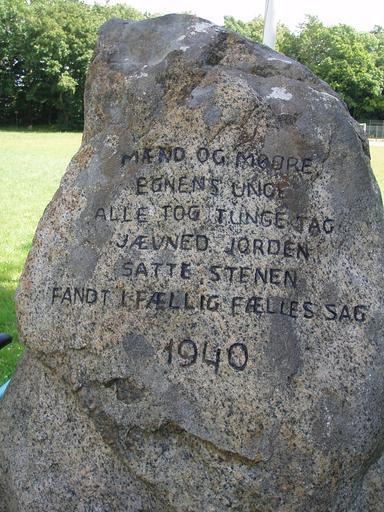 MÆND OG MØDRE
EGNENS UNGE
ALLE TOG TUNGE TAG
JÆVNED JORDEN
SATTE STENEN
FANDT I FÆLLIG FÆLLES SAG
1940